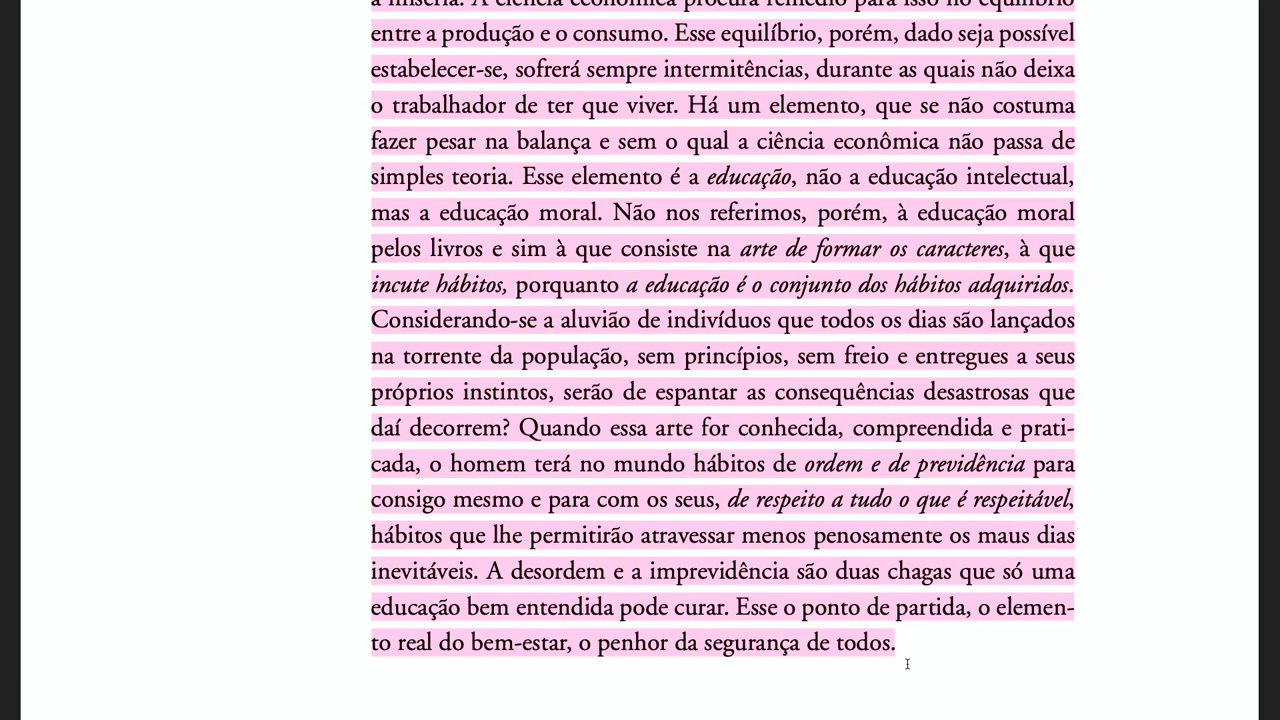 a miséria. A ciência econômica procura remédio para isso no equilíbrio
entre a produção e o consumo. Esse equilíbrio, porém, dado seja possível
estabelecer-se, sofrerá sempre intermitências, durante as quais não deixa
o trabalhador de ter que viver. Há um elemento, que se não costuma
fazer pesar na balança e sem o qual a ciência econômica não passa de
simples teoria. Esse elemento é a educação, não a educação intelectual,
mas a educação moral. Não nos referimos, porém, à educação moral
pelos livros e sim à que consiste na arte de formar os caracteres, à que
incute hábitos, porquanto a educação é o conjunto dos hábitos adquiridos.
Considerando-se a aluvião de indivíduos que todos os dias são lançados
na torrente da população, sem princípios, sem freio e entregues a seus
próprios instintos, serão de espantar as consequências desastrosas que
daí decorrem? Quando essa arte for conhecida, compreendida e prati-
cada, o homem terá no mundo hábitos de ordem e de previdência para
consigo mesmo e para com os seus, de respeito a tudo o que é respeitável,
hábitos que lhe permitirão atravessar menos penosamente os maus dias
inevitáveis. A desordem e a imprevidência são duas chagas que só uma
educação bem entendida pode curar. Esse o ponto de partida, o elemen-
to real do bem-estar, o penhor da segurança de todos.